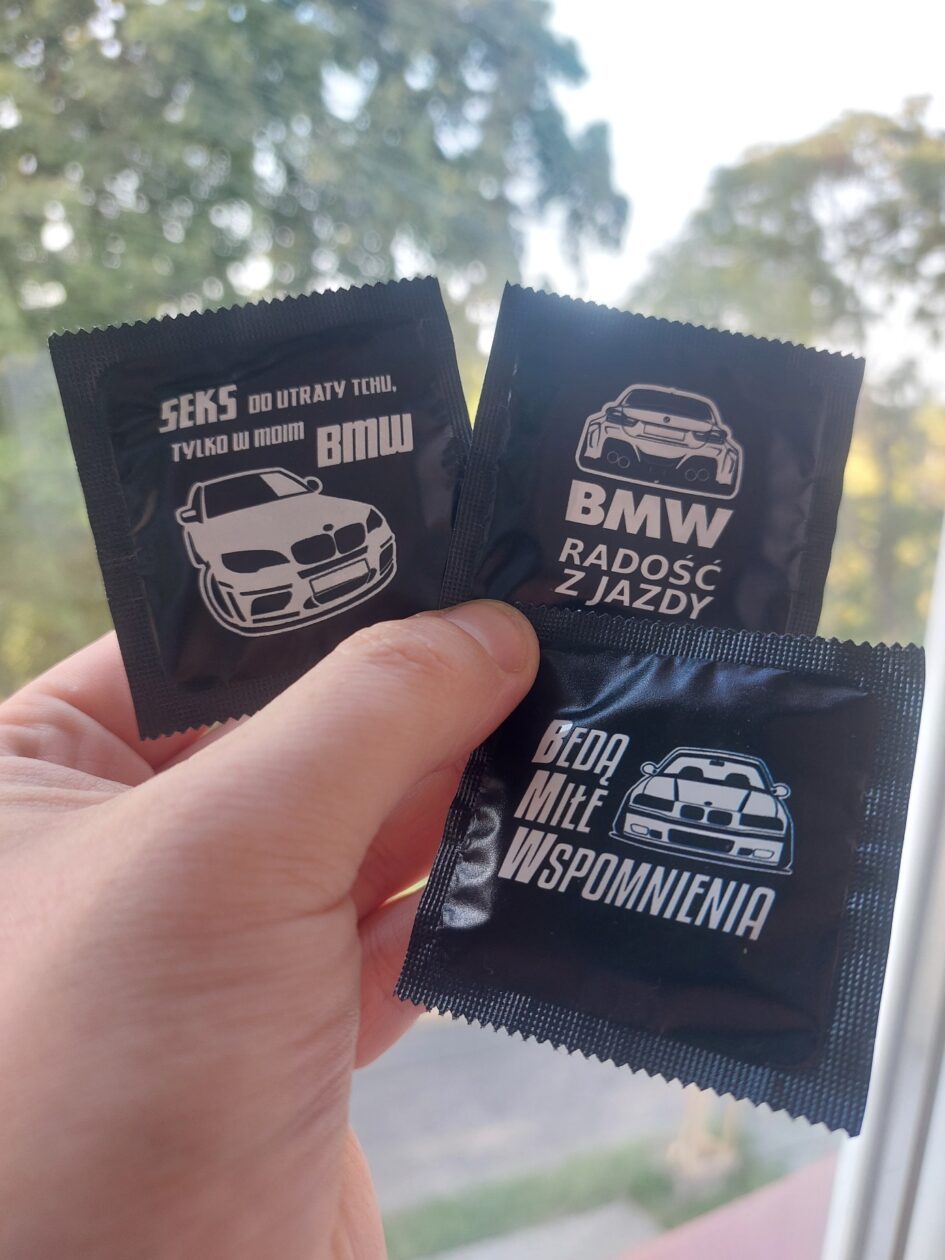 SEKS DO UTRATY TCHU,
TYLKO W MOIM BMW
BMW
RADOŚĆ
Z JAZDY
BĘDĄ
MIŁE
WSPOMNIENIA